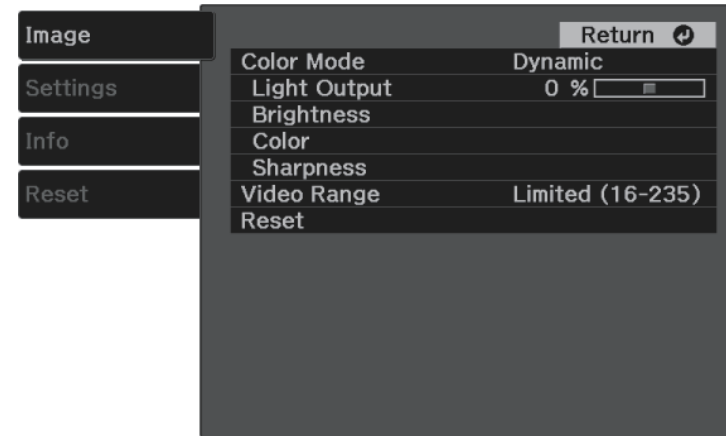 Image
Settings
Info
Reset
Return
Color Mode Dynamic
Light Output 0 %
Brightness
Color
Sharpness
Video Range Limited (16-235)
Reset